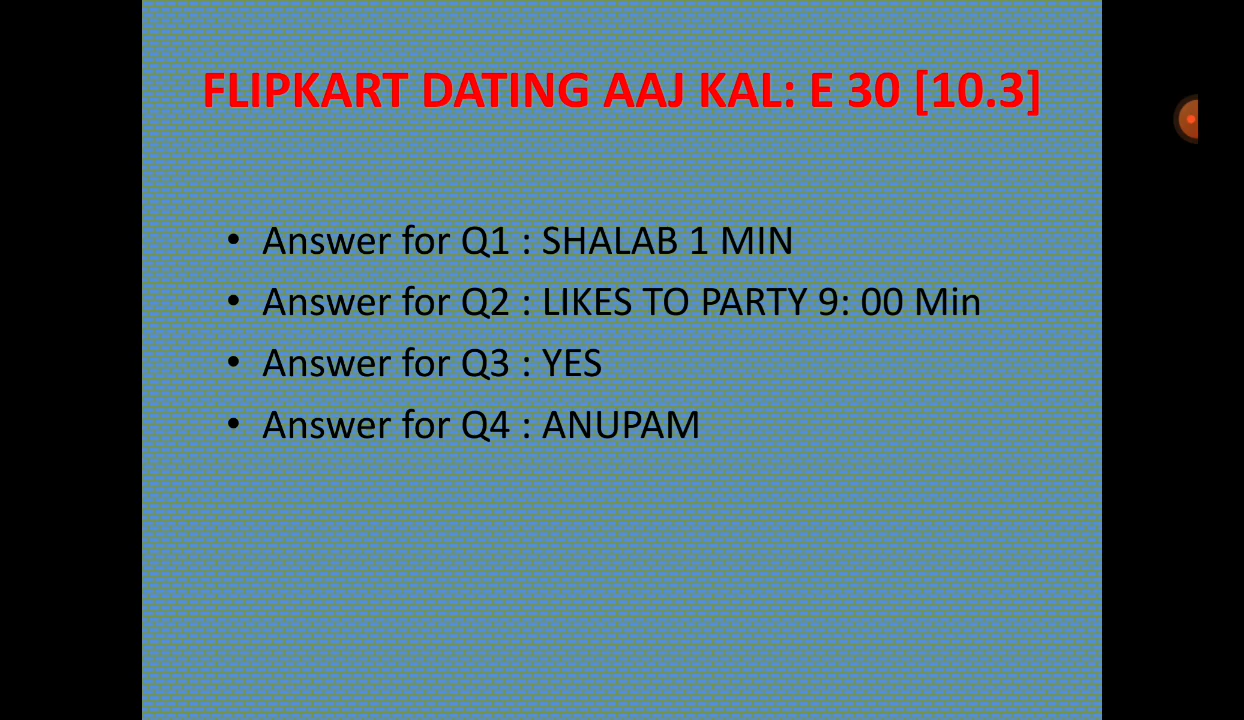 FLIPKART DATING AAJ KAL: E 30 [10.3]
• Answer for Q1 : SHALAB 1 MIN
• Answer for Q2 : LIKES TO PARTY 9: 00 Min
• Answer for Q3 : YES
• Answer for Q4 : ANUPAM